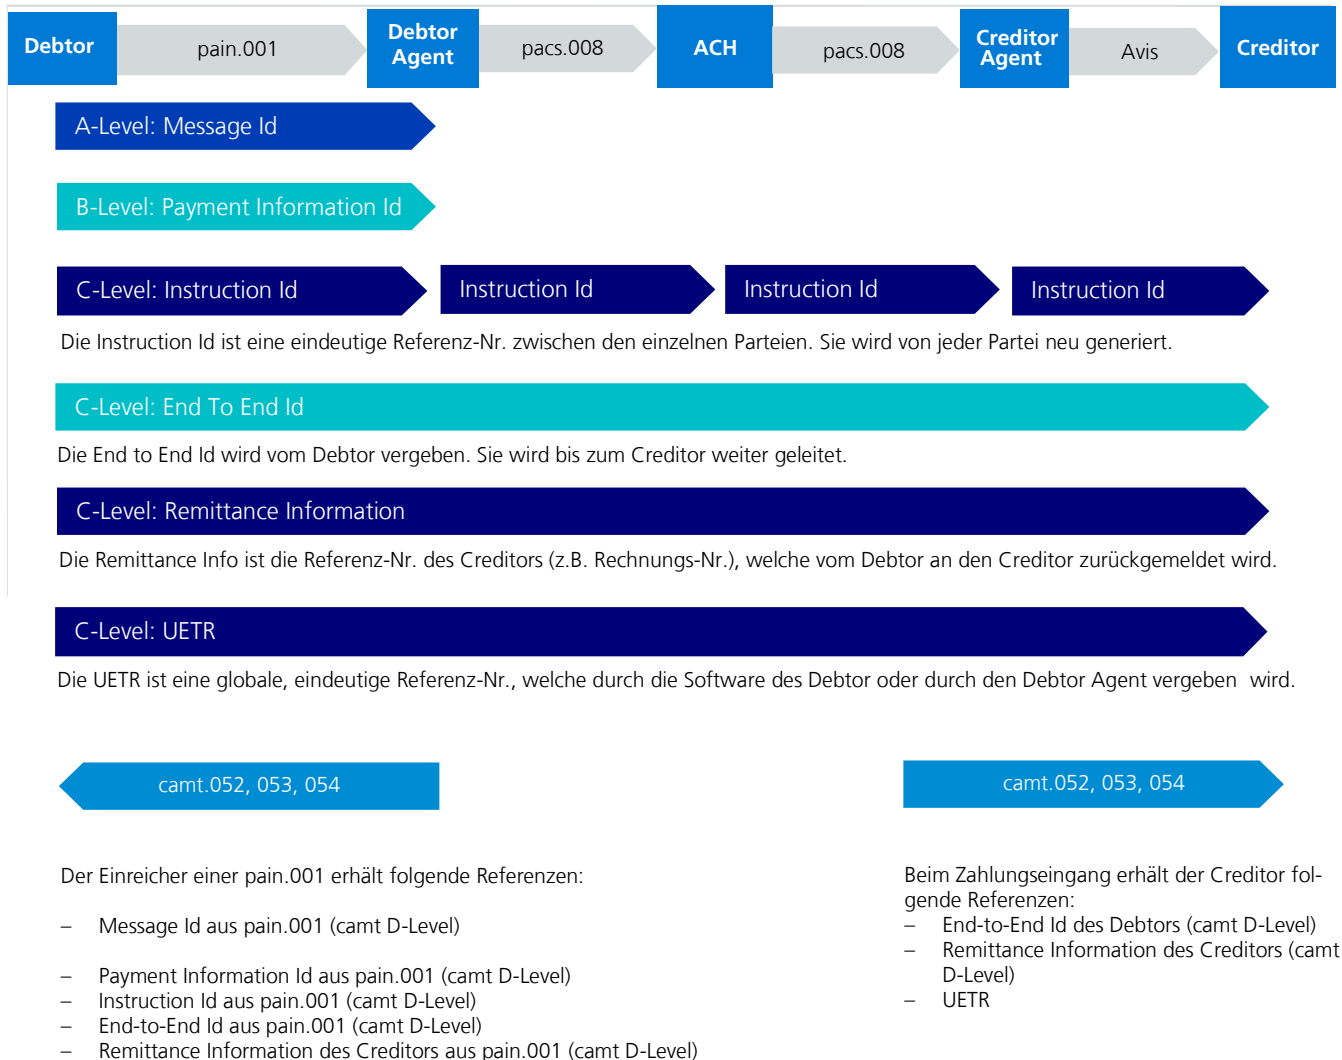 Debtor
pain.001
Debtor
Agent
pacs.008
ACH
pacs.008
Creditor
Agent
Avis
Creditor
A-Level: Message Id
B-Level: Payment Information Id
C-Level: Instruction Id
Instruction Id
Instruction Id
Instruction Id
Die Instruction Id ist eine eindeutige Referenz-Nr. zwischen den einzelnen Parteien. Sie wird von jeder Partei neu generiert.
C-Level: End To End Id
Die End to End Id wird vom Debtor vergeben. Sie wird bis zum Creditor weiter geleitet.
C-Level: Remittance Information
Die Remittance Info ist die Referenz-Nr. des Creditors (z.B. Rechnungs-Nr.), welche vom Debtor an den Creditor zurückgemeldet wird.
C-Level: UETR
Die UETR ist eine globale, eindeutige Referenz-Nr., welche durch die Software des Debtor oder durch den Debtor Agent vergeben wird.
camt.052, 053, 054
camt.052, 053, 054
Der Einreicher einer pain.001 erhält folgende Referenzen:
– Message Id aus pain.001 (camt D-Level)
– Payment Information Id aus pain.001 (camt D-Level)
– Instruction Id aus pain.001 (camt D-Level)
– End-to-End Id aus pain.001 (camt D-Level)
– Remittance Information des Creditors aus pain.001 (camt D-Level)
Beim Zahlungseingang erhält der Creditor fol-
gende Referenzen:
– End-to-End Id des Debtors (camt D-Level)
– Remittance Information des Creditors (camt
D-Level)
– UETR